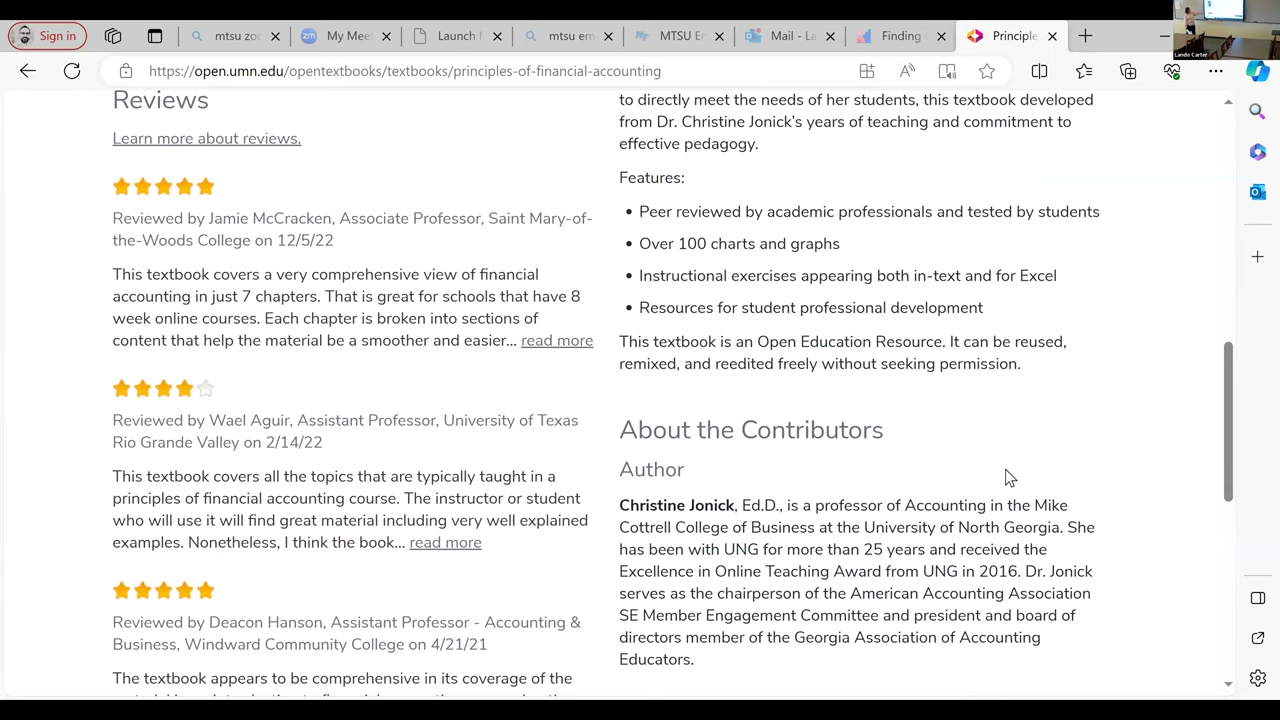 Sign in
mtsu zo
My Mee
Launch M
mtsu em
MTSU En
Mail - La
Finding
Principle
https://open.umn.edu/opentextbooks/textbooks/principles-of-financial-accounting
Lando Carter
Reviews
Learn more about reviews.
Reviewed by Jamie McCracken, Associate Professor, Saint Mary-of-
the-Woods College on 12/5/22
This textbook covers a very comprehensive view of financial
accounting in just 7 chapters. That is great for schools that have 8
week online courses. Each chapter is broken into sections of
content that help the material be a smoother and easier... read more
Reviewed by Wael Aguir, Assistant Professor, University of Texas
Rio Grande Valley on 2/14/22
This textbook covers all the topics that are typically taught in a
principles of financial accounting course. The instructor or student
who will use it will find great material including very well explained
examples. Nonetheless, I think the book... read more
Reviewed by Deacon Hanson, Assistant Professor - Accounting &
Business, Windward Community College on 4/21/21
The textbook appears to be comprehensive in its coverage of the
to directly meet the needs of her students, this textbook developed
from Dr. Christine Jonick's years of teaching and commitment to
effective pedagogy.
Features:
• Peer reviewed by academic professionals and tested by students
• Over 100 charts and graphs
• Instructional exercises appearing both in-text and for Excel
• Resources for student professional development
This textbook is an Open Education Resource. It can be reused,
remixed, and reedited freely without seeking permission.
About the Contributors
Author
Christine Jonick, Ed.D., is a professor of Accounting in the Mike
Cottrell College of Business at the University of North Georgia. She
has been with UNG for more than 25 years and received the
Excellence in Online Teaching Award from UNG in 2016. Dr. Jonick
serves as the chairperson of the American Accounting Association
SE Member Engagement Committee and president and board of
directors member of the Georgia Association of Accounting
Educators.